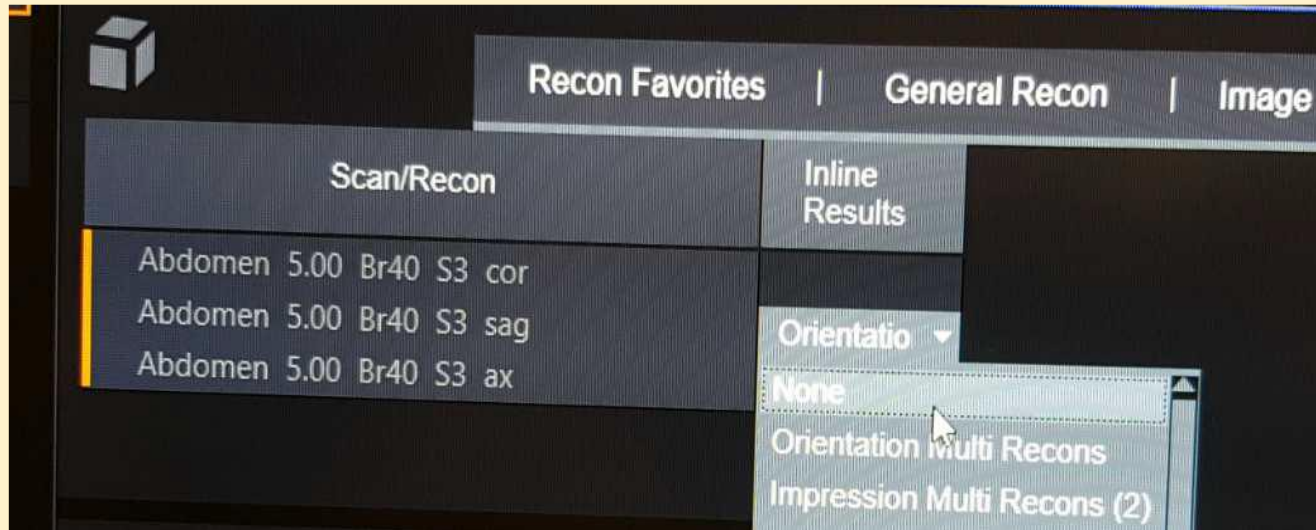 Recon Favorites | General Recon | Image
Scan/Recon
Inline
Results
Abdomen 5.00 Br40 S3 cor
Abdomen 5.00 Br40 S3 sag
Abdomen 5.00 Br40 S3 ax
Orientatio
None
Orientation Multi Recons
Impression Multi Recons (2)